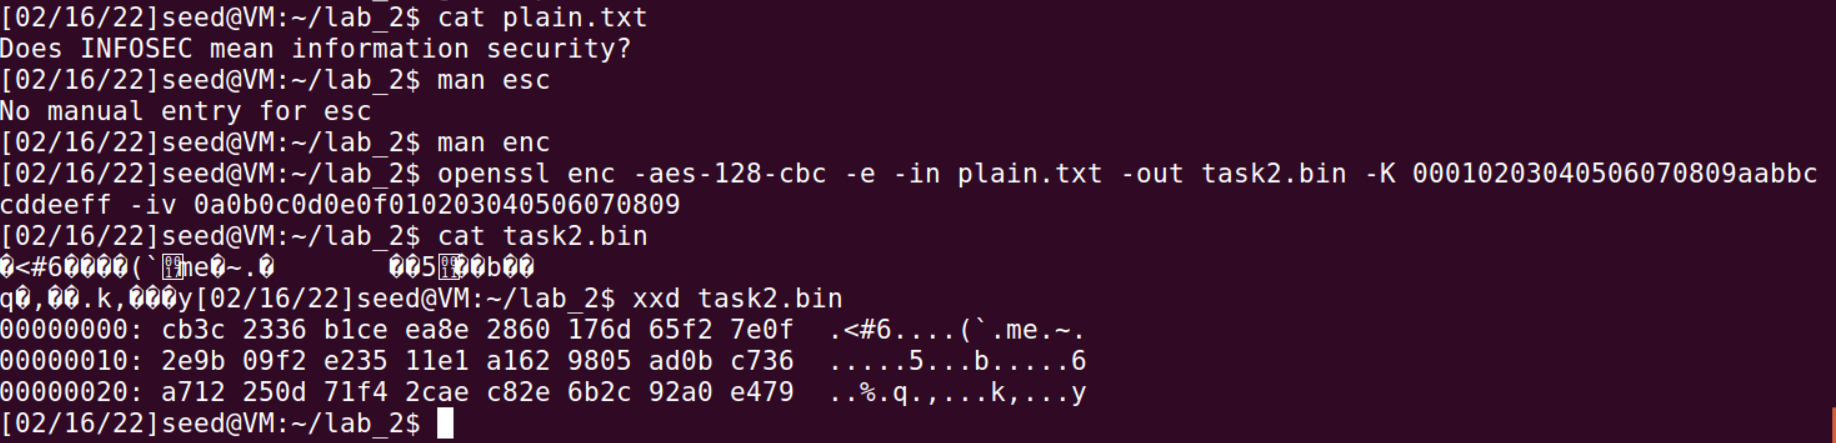 [02/16/22]seed@VM:~/lab_2$ cat plain.txt
Does INFOSEC mean information security?
[02/16/22]seed@VM:~/lab_2$ man esc
No manual entry for esc
[02/16/22]seed@VM:~/lab_2$ man enc
[02/16/22]seed@VM:~/lab_2$ openssl enc -aes-128-cbc -e -in plain.txt -out task2.bin -K 00010203040506070809aabbc
cddeeff -iv 0a0b0c0d0e0f010203040506070809
[02/16/22]seed@VM:~/lab_2$ cat task2.bin
�<#6����(`me�~.�       ��5��b��
q�,��.k,���y[02/16/22]seed@VM:~/lab_2$ xxd task2.bin
00000000: cb3c 2336 b1ce ea8e 2860 176d 65f2 7e0f  .<#6....(`.me.~.
00000010: 2e9b 09f2 e235 11e1 a162 9805 ad0b c736  .....5...b.....6
00000020: a712 250d 71f4 2cae c82e 6b2c 92a0 e479  ..%.q.,...k,...y
[02/16/22]seed@VM:~/lab_2$